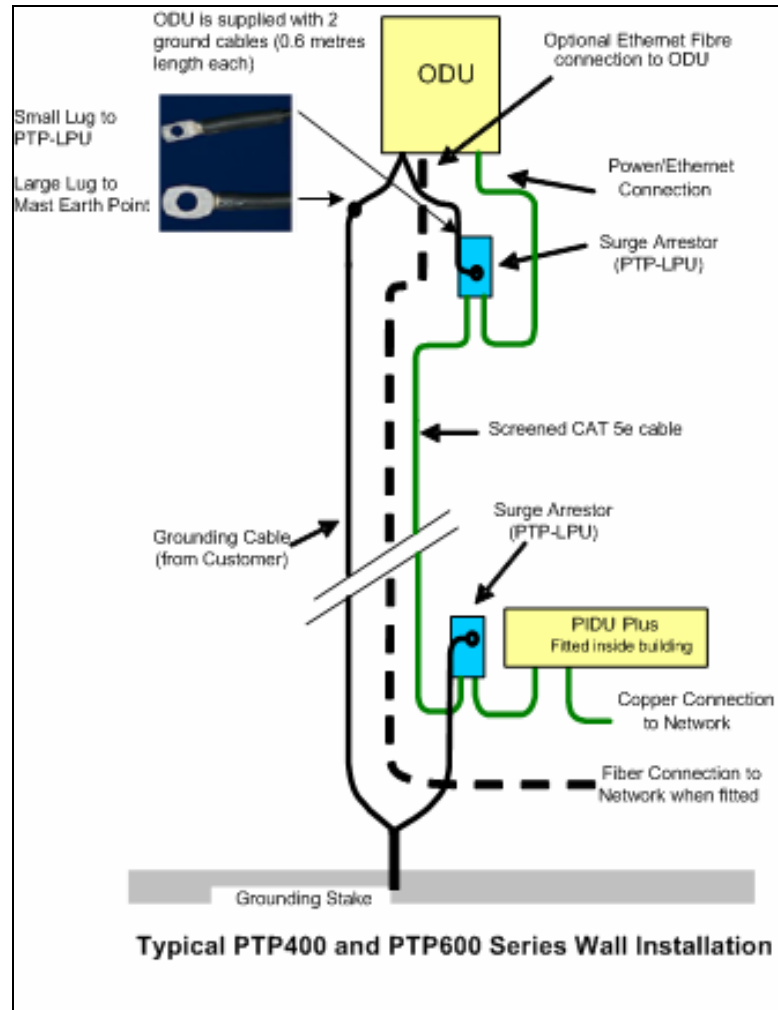 ODU is supplied with 2
ground cables (0.6 metres
length each)
ODU
Optional Ethernet Fibre
connection to ODU
Small Lug to
PTP-LPU
Large Lug to
Mast Earth Point
Power/Ethernet
Connection
Surge Arrestor
(PTP-LPU)
Screened CAT 5e cable
Grounding Cable
(from Customer)
Surge Arrestor
(PTP-LPU)
PIDU Plus
Fitted inside building
Copper Connection
to Network
Fiber Connection to
Network when fitted
Grounding Stake
Typical PTP400 and PTP600 Series Wall Installation